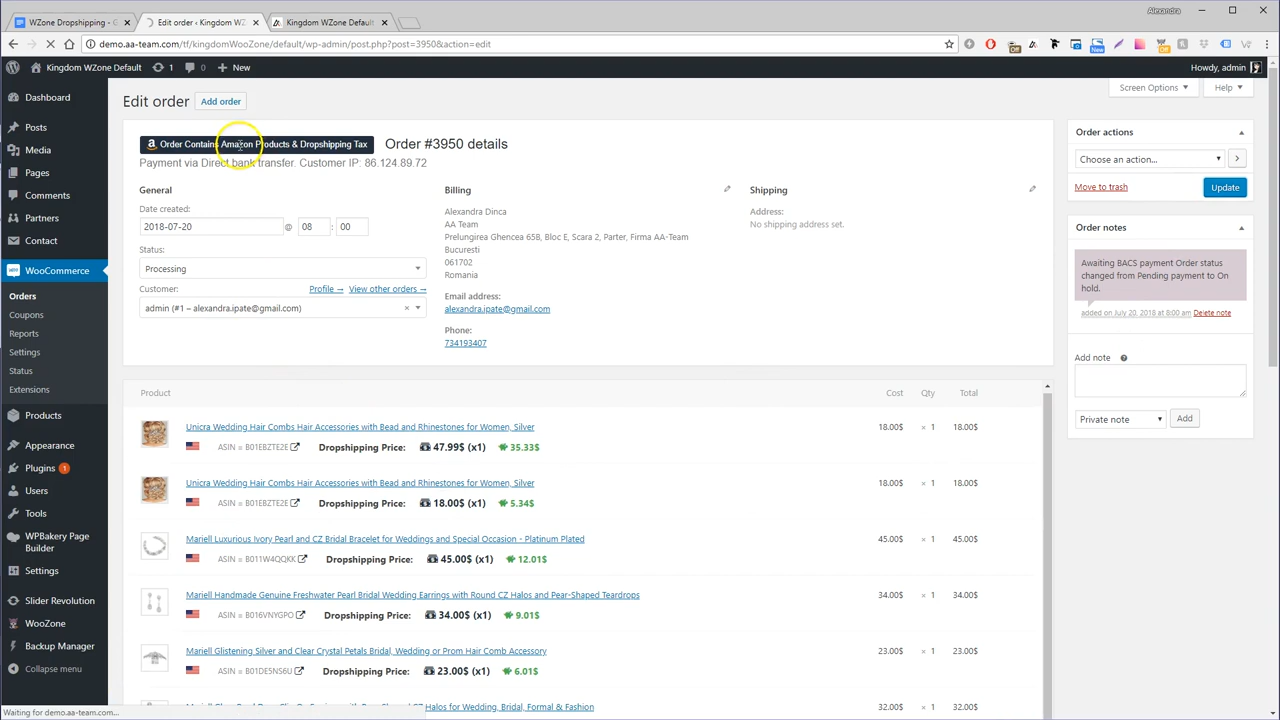 WZone Dropshipping - G
Edit order ‹ Kingdom WZ
Kingdom WZone Default
Alexandra
demo.aa-team.com/tf/kingdomWooZone/default/wp-admin/post.php?post=3950&action=edit
Kingdom WZone Default 1 0 New
Howdy, admin
Screen Options Help
Dashboard
Posts
Media
Pages
Comments
Partners
Contact
WooCommerce
Orders
Coupons
Reports
Settings
Status
Extensions
Products
Appearance
Plugins 1
Users
Tools
WPBakery Page
Builder
Settings
Slider Revolution
WooZone
Backup Manager
Collapse menu
Edit order Add order
Order Contains Amazon Products & Dropshipping Tax Order #3950 details
Payment via Direct bank transfer. Customer IP: 86.124.89.72
General
Date created:
2018-07-20 @ 08 : 00
Status:
Processing
Customer: Profile → View other orders →
admin (#1 – alexandra.ipate@gmail.com) ×
Billing
Alexandra Dinca
AA Team
Prelungirea Ghencea 65B, Bloc E, Scara 2, Parter, Firma AA-Team
Bucuresti
061702
Romania
Email address:
alexandra.ipate@gmail.com
Phone:
734193407
Shipping
Address:
No shipping address set.
Product Cost Qty Total
Unicra Wedding Hair Combs Hair Accessories with Bead and Rhinestones for Women, Silver 18.00$ × 1 18.00$
ASIN = B01EBZTE2E Dropshipping Price: 47.99$ (x1) 35.33$
Unicra Wedding Hair Combs Hair Accessories with Bead and Rhinestones for Women, Silver 18.00$ × 1 18.00$
ASIN = B01EBZTE2E Dropshipping Price: 18.00$ (x1) 5.34$
Mariell Luxurious Ivory Pearl and CZ Bridal Bracelet for Weddings and Special Occasion - Platinum Plated 45.00$ × 1 45.00$
ASIN = B011W4QQKK Dropshipping Price: 45.00$ (x1) 12.01$
Mariell Handmade Genuine Freshwater Pearl Bridal Wedding Earrings with Round CZ Halos and Pear-Shaped Teardrops 34.00$ × 1 34.00$
ASIN = B016VNYGPO Dropshipping Price: 34.00$ (x1) 9.01$
Mariell Glistening Silver and Clear Crystal Petals Bridal, Wedding or Prom Hair Comb Accessory 23.00$ × 1 23.00$
ASIN = B01DE5NS6U Dropshipping Price: 23.00$ (x1) 6.01$
Halos for Wedding, Bridal, Formal & Fashion 32.00$ × 1 32.00$
Order actions
Choose an action...
Move to trash Update
Order notes
Awaiting BACS payment Order status
changed from Pending payment to On
hold.
added on July 20, 2018 at 8:00 am Delete note
Add note
Private note Add
Waiting for demo.aa-team.com...